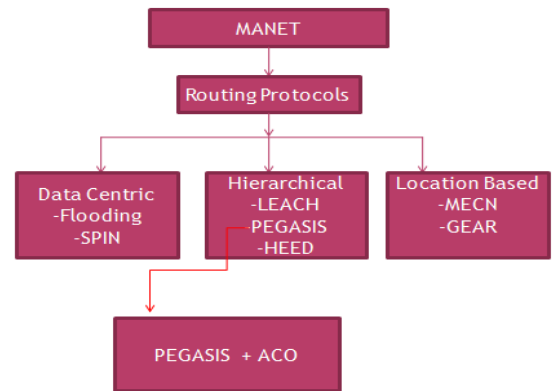 MANET
Routing Protocols
Data Centric
-Flooding
-SPIN
Hierarchical
-LEACH
-PEGASIS
-HEED
Location Based
-MECN
-GEAR
PEGASIS + ACO